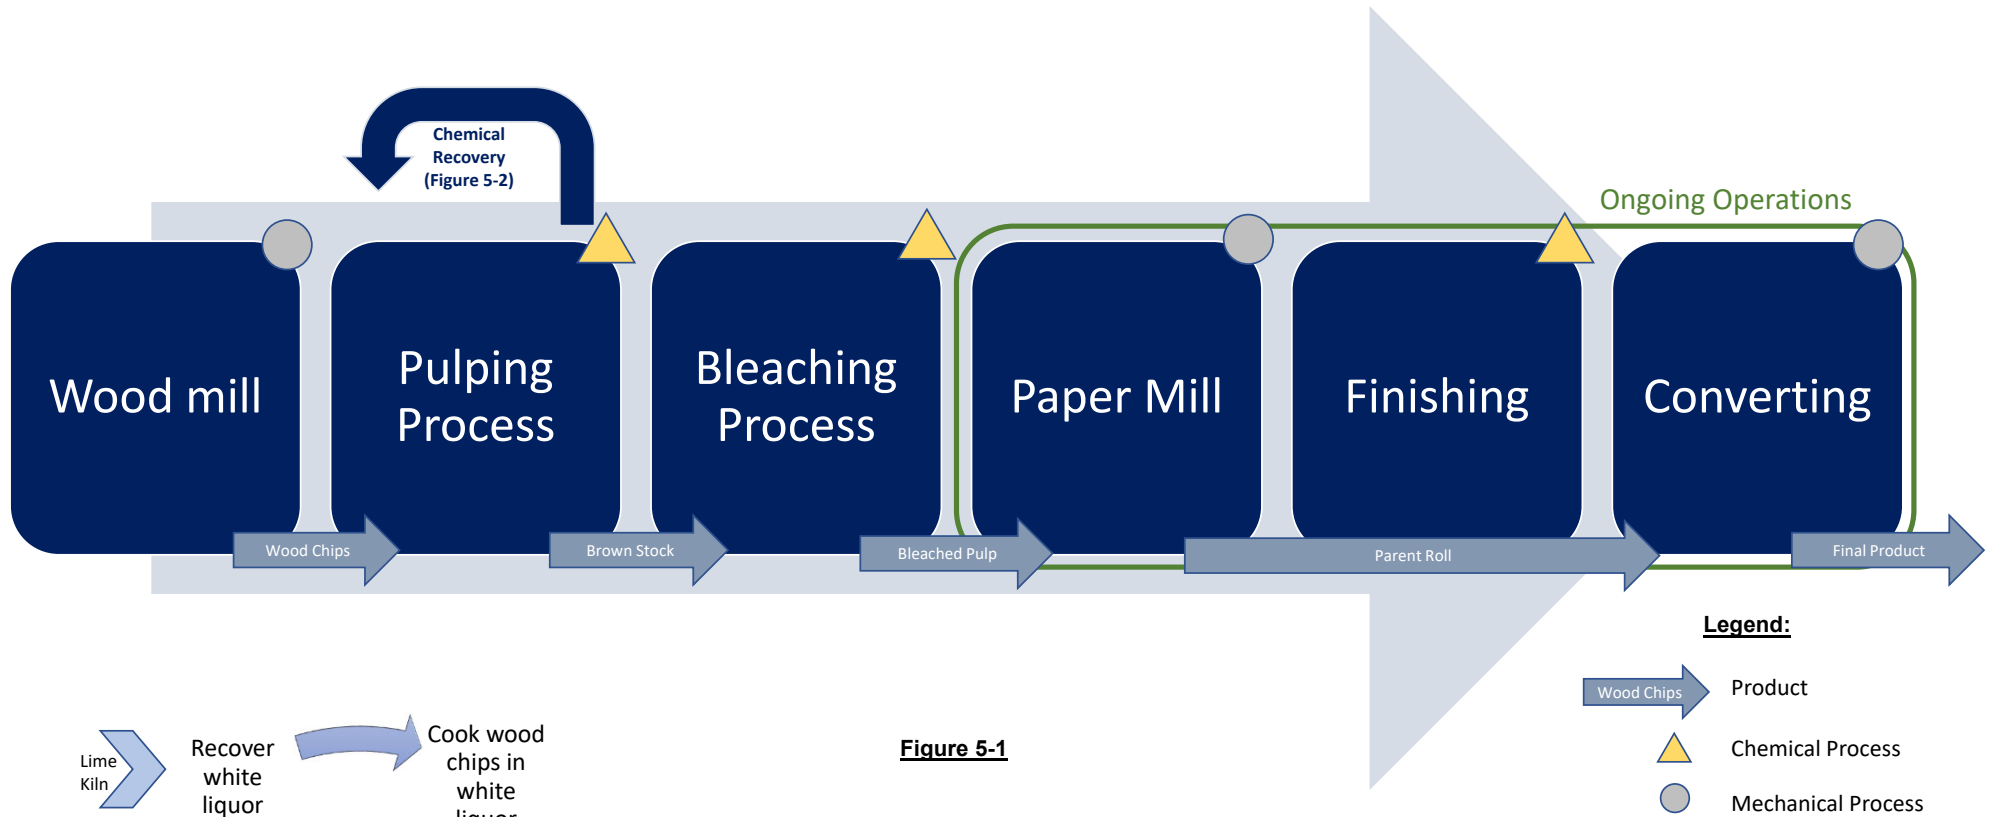 Chemical
Recovery
(Figure 5-2)
Ongoing Operations
Wood mill
Pulping
Process
Bleaching
Process
Paper Mill
Finishing
Converting
Wood Chips
Brown Stock
Bleached Pulp
Parent Roll
Final Product
Legend:
Wood Chips
Product
Chemical Process
Mechanical Process
Figure 5-1
Lime
Kiln
Recover
white
liquor
Cook wood
chips in
white
liquor